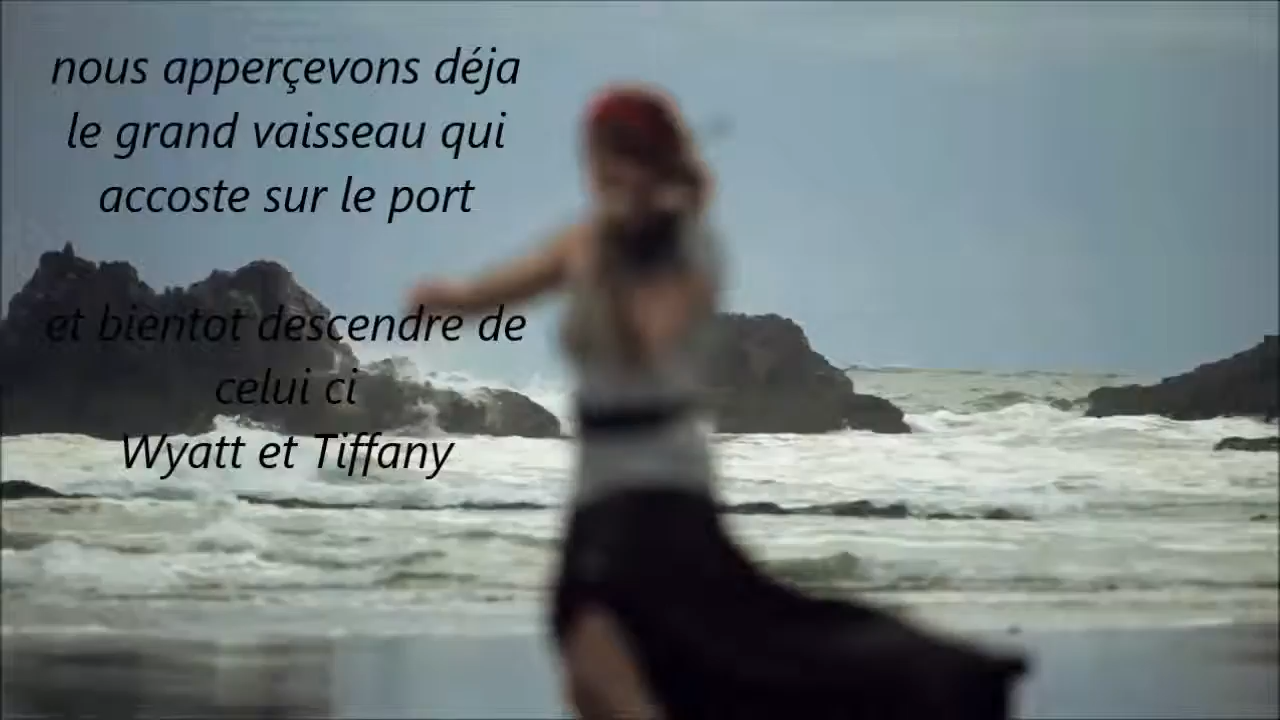 nous apperçevons déja
le grand vaisseau qui
accoste sur le port
et bientot descendre de
celui ci
Wyatt et Tiffany